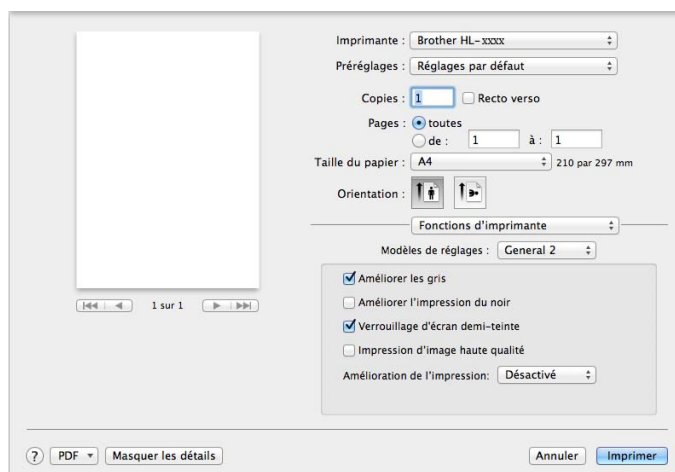 Imprimante : Brother HL-xxxx
Préréglages : Réglages par défaut
Copies : 1 Recto verso
Pages : toutes
de : 1 à : 1
Taille du papier : A4 210 par 297 mm
Orientation :
Fonctions d'imprimante
Modèles de réglages : General 2
Améliorer les gris
Améliorer l'impression du noir
Verrouillage d'écran demi-teinte
Impression d'image haute qualité
Amélioration de l'impression: Désactivé
1 sur 1
? PDF Masquer les détails Annuler Imprimer